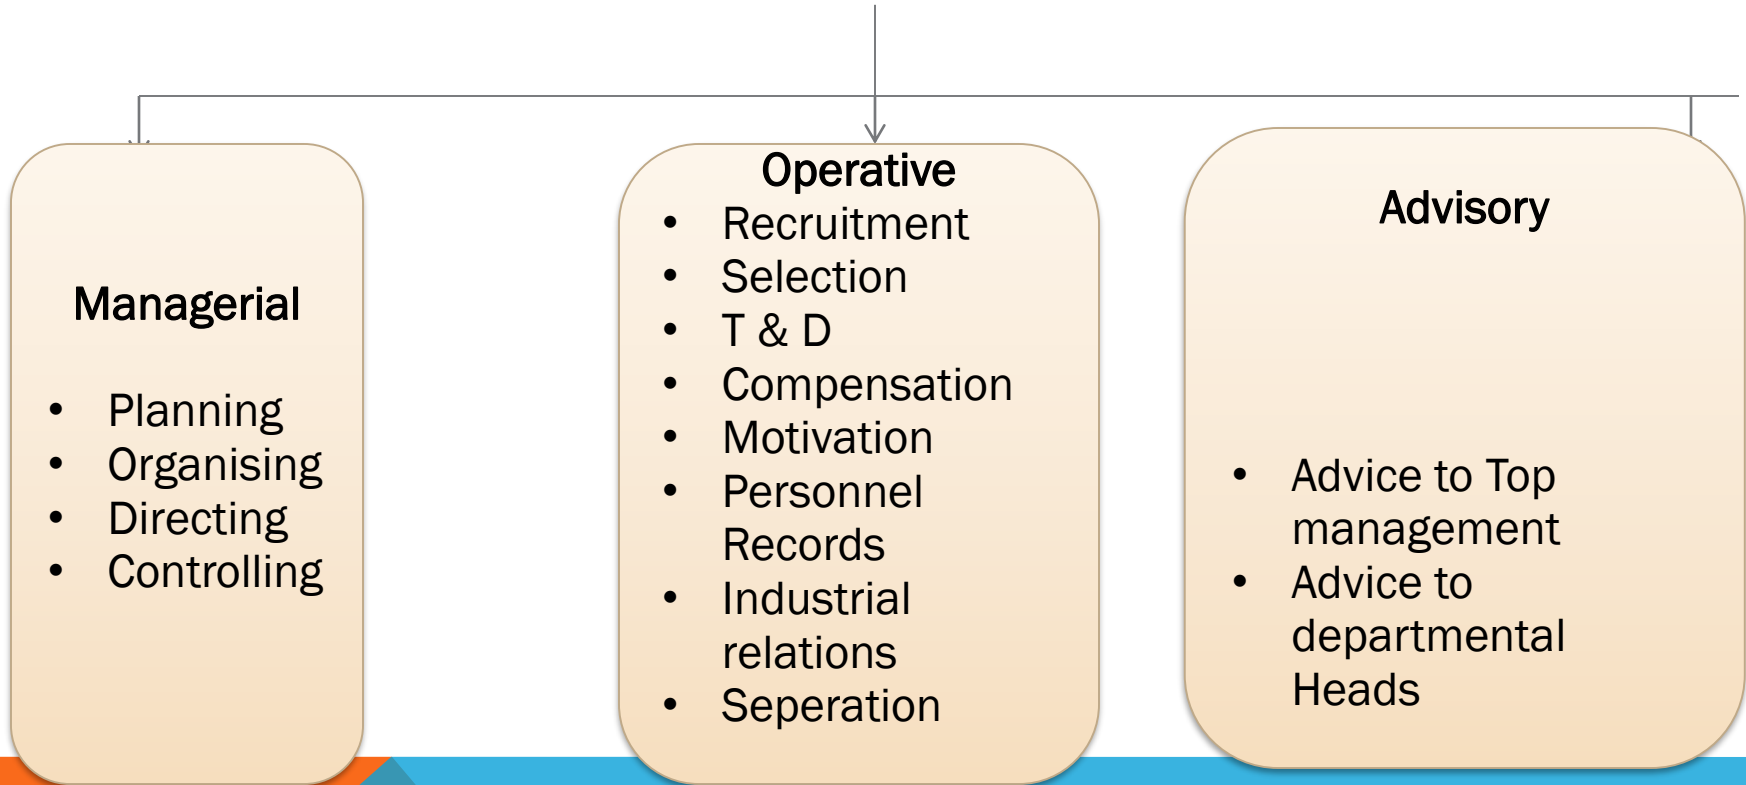 Managerial
• Planning
• Organising
• Directing
• Controlling
Operative
• Recruitment
• Selection
• T & D
• Compensation
• Motivation
• Personnel
Records
• Industrial
relations
• Seperation
Advisory
• Advice to Top
management
• Advice to
departmental
Heads